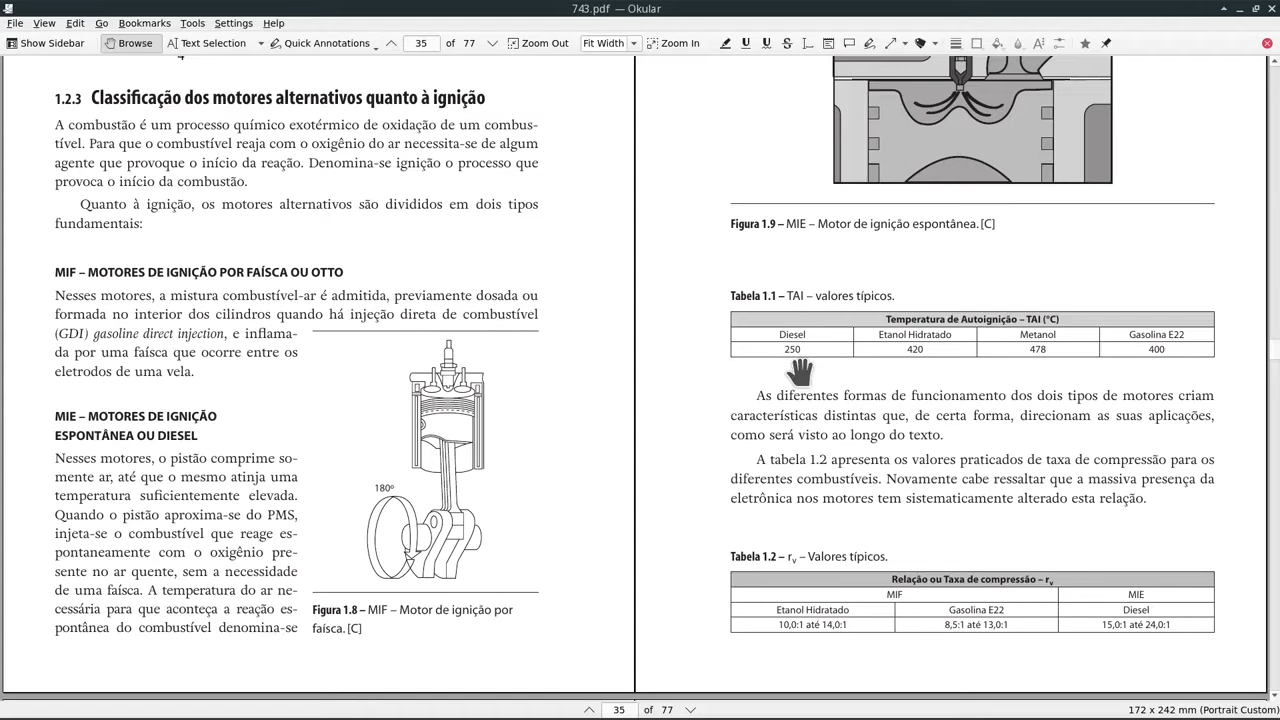 743.pdf — Okular
File View Edit Go Bookmarks Tools Settings Help
Show Sidebar Browse Text Selection Quick Annotations 35 of 77 Zoom Out Fit Width Zoom In
4
1.2.3 Classificação dos motores alternativos quanto à ignição
A combustão é um processo químico exotérmico de oxidação de um combus-
tível. Para que o combustível reaja com o oxigênio do ar necessita-se de algum
agente que provoque o início da reação. Denomina-se ignição o processo que
provoca o início da combustão.
Quanto à ignição, os motores alternativos são divididos em dois tipos
fundamentais:
MIF – MOTORES DE IGNIÇÃO POR FAÍSCA OU OTTO
Nesses motores, a mistura combustível-ar é admitida, previamente dosada ou
formada no interior dos cilindros quando há injeção direta de combustível
(GDI) gasoline direct injection), e inflama-
da por uma faísca que ocorre entre os
eletrodos de uma vela.
MIE – MOTORES DE IGNIÇÃO
ESPONTÂNEA OU DIESEL
Nesses motores, o pistão comprime so-
mente ar, até que o mesmo atinja uma
temperatura suficientemente elevada.
Quando o pistão aproxima-se do PMS,
injeta-se o combustível que reage es-
pontaneamente com o oxigênio pre-
sente no ar quente, sem a necessidade
de uma faísca. A temperatura do ar ne-
cessária para que aconteça a reação es-
pontânea do combustível denomina-se
180º
Figura 1.8 – MIF – Motor de ignição por
faísca. [C]
Figura 1.9 – MIE – Motor de ignição espontânea. [C]
Tabela 1.1 – TAI – valores típicos.
Temperatura de Autoignição – TAI (°C)
Diesel Etanol Hidratado Metanol Gasolina E22
250 420 478 400
As diferentes formas de funcionamento dos dois tipos de motores criam
características distintas que, de certa forma, direcionam as suas aplicações,
como será visto ao longo do texto.
A tabela 1.2 apresenta os valores praticados de taxa de compressão para os
diferentes combustíveis. Novamente cabe ressaltar que a massiva presença da
eletrônica nos motores tem sistematicamente alterado esta relação.
Tabela 1.2 – rv – Valores típicos.
Relação ou Taxa de compressão – rv
MIF MIE
Etanol Hidratado Gasolina E22 Diesel
10,0:1 até 14,0:1 8,5:1 até 13,0:1 15,0:1 até 24,0:1
35 of 77
172 x 242 mm (Portrait Custom)